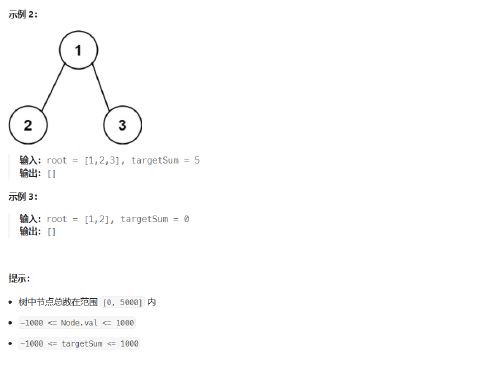 示例 2：
1
2
3
输入：root = [1,2,3], targetSum = 5
输出：[]
示例 3：
输入：root = [1,2], targetSum = 0
输出：[]
提示：
树中节点总数在范围 [0, 5000] 内
-1000 <= Node.val <= 1000
-1000 <= targetSum <= 1000